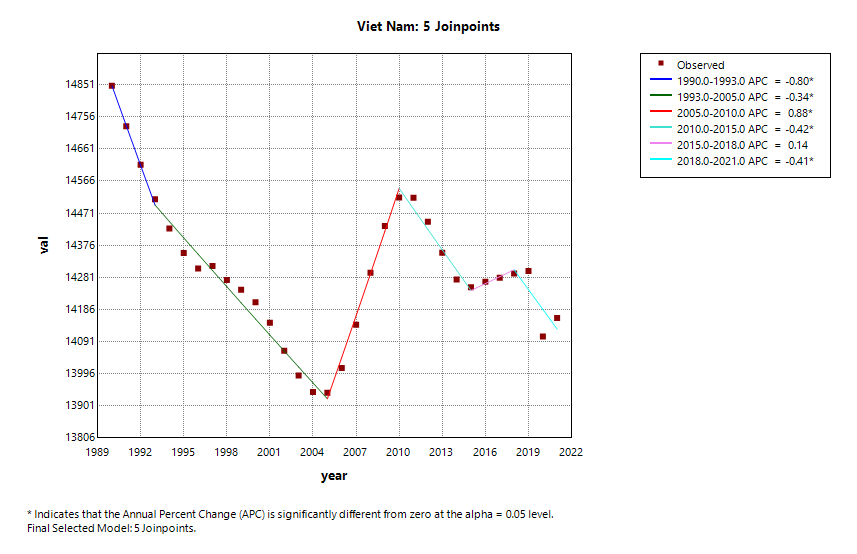 Viet Nam: 5 Joinpoints
Observed
1990.0-1993.0 APC = -0.80*
1993.0-2005.0 APC = -0.34*
2005.0-2010.0 APC = 0.88*
2010.0-2015.0 APC = -0.42*
2015.0-2018.0 APC = 0.14
2018.0-2021.0 APC = -0.41*
val
14851
14756
14661
14566
14471
14376
14281
14186
14091
13996
13901
13806
1989 1992 1995 1998 2001 2004 2007 2010 2013 2016 2019 2022
year
* Indicates that the Annual Percent Change (APC) is significantly different from zero at the alpha = 0.05 level.
Final Selected Model: 5 Joinpoints.